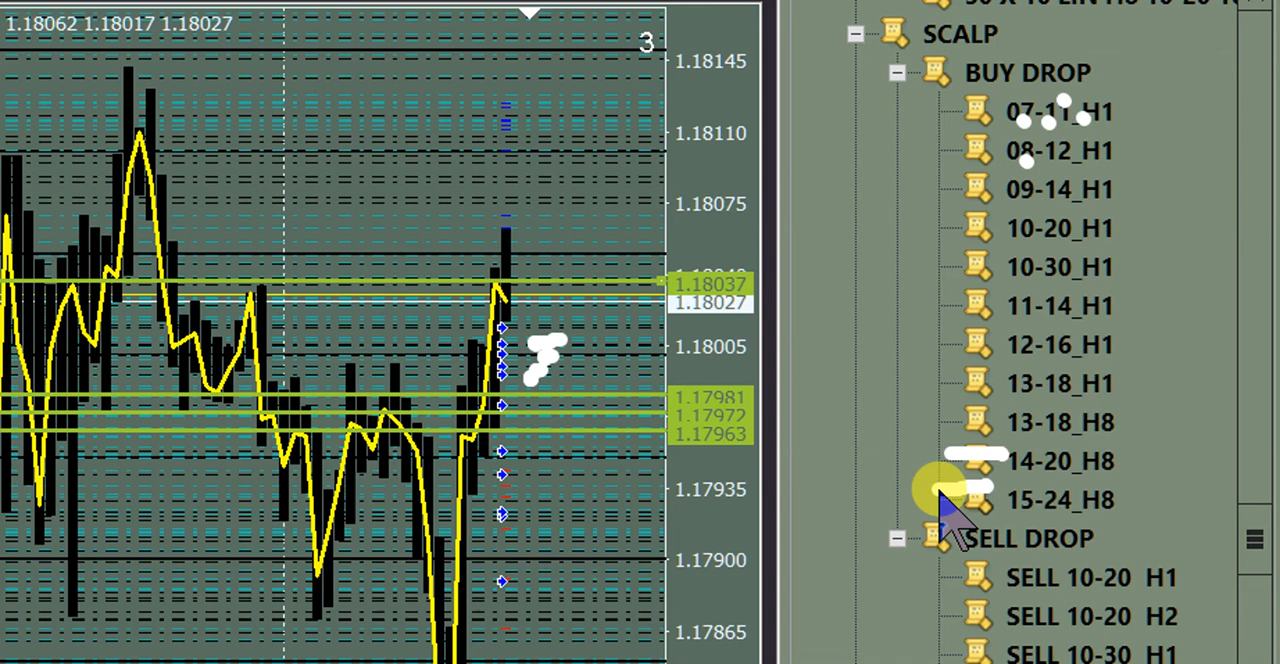 1.18062 1.18017 1.18027
3
1.18145
1.18110
1.18075
1.18037
1.18027
1.18005
1.17981
1.17972
1.17963
1.17935
1.17900
1.17865
SCALP
BUY DROP
07-11_H1
08-12_H1
09-14_H1
10-20_H1
10-30_H1
11-14_H1
12-16_H1
13-18_H1
13-18_H8
14-20_H8
15-24_H8
SELL DROP
SELL 10-20 H1
SELL 10-20 H2
SELL 10-30 H1